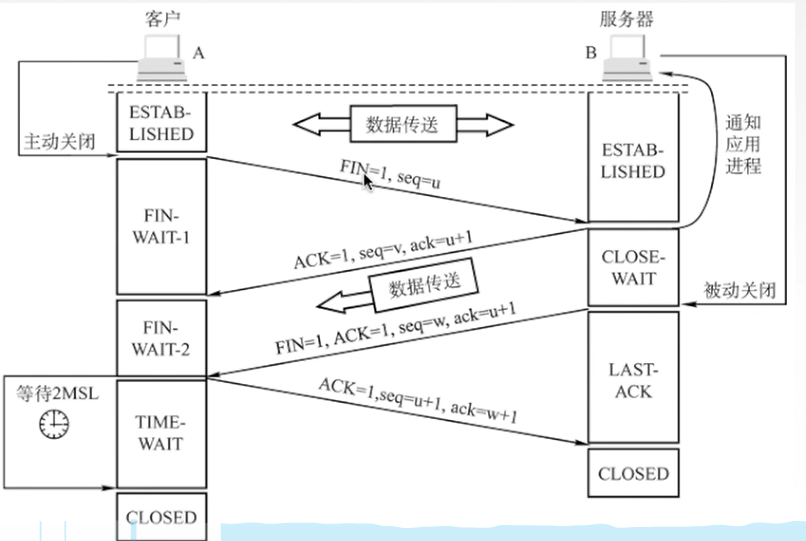 客户
服务器
A
B
ESTAB-
LISHED
数据传送
主动关闭
通知
应用
进程
ESTAB-
LISHED
FIN=1, seq=u
FIN-
WAIT-1
ACK=1, seq=v, ack=u+1
CLOSE-
WAIT
数据传送
被动关闭
FIN-
WAIT-2
FIN=1, ACK=1, seq=w, ack=u+1
LAST-
ACK
等待2MSL
ACK=1,seq=u+1, ack=w+1
TIME-
WAIT
CLOSED
CLOSED